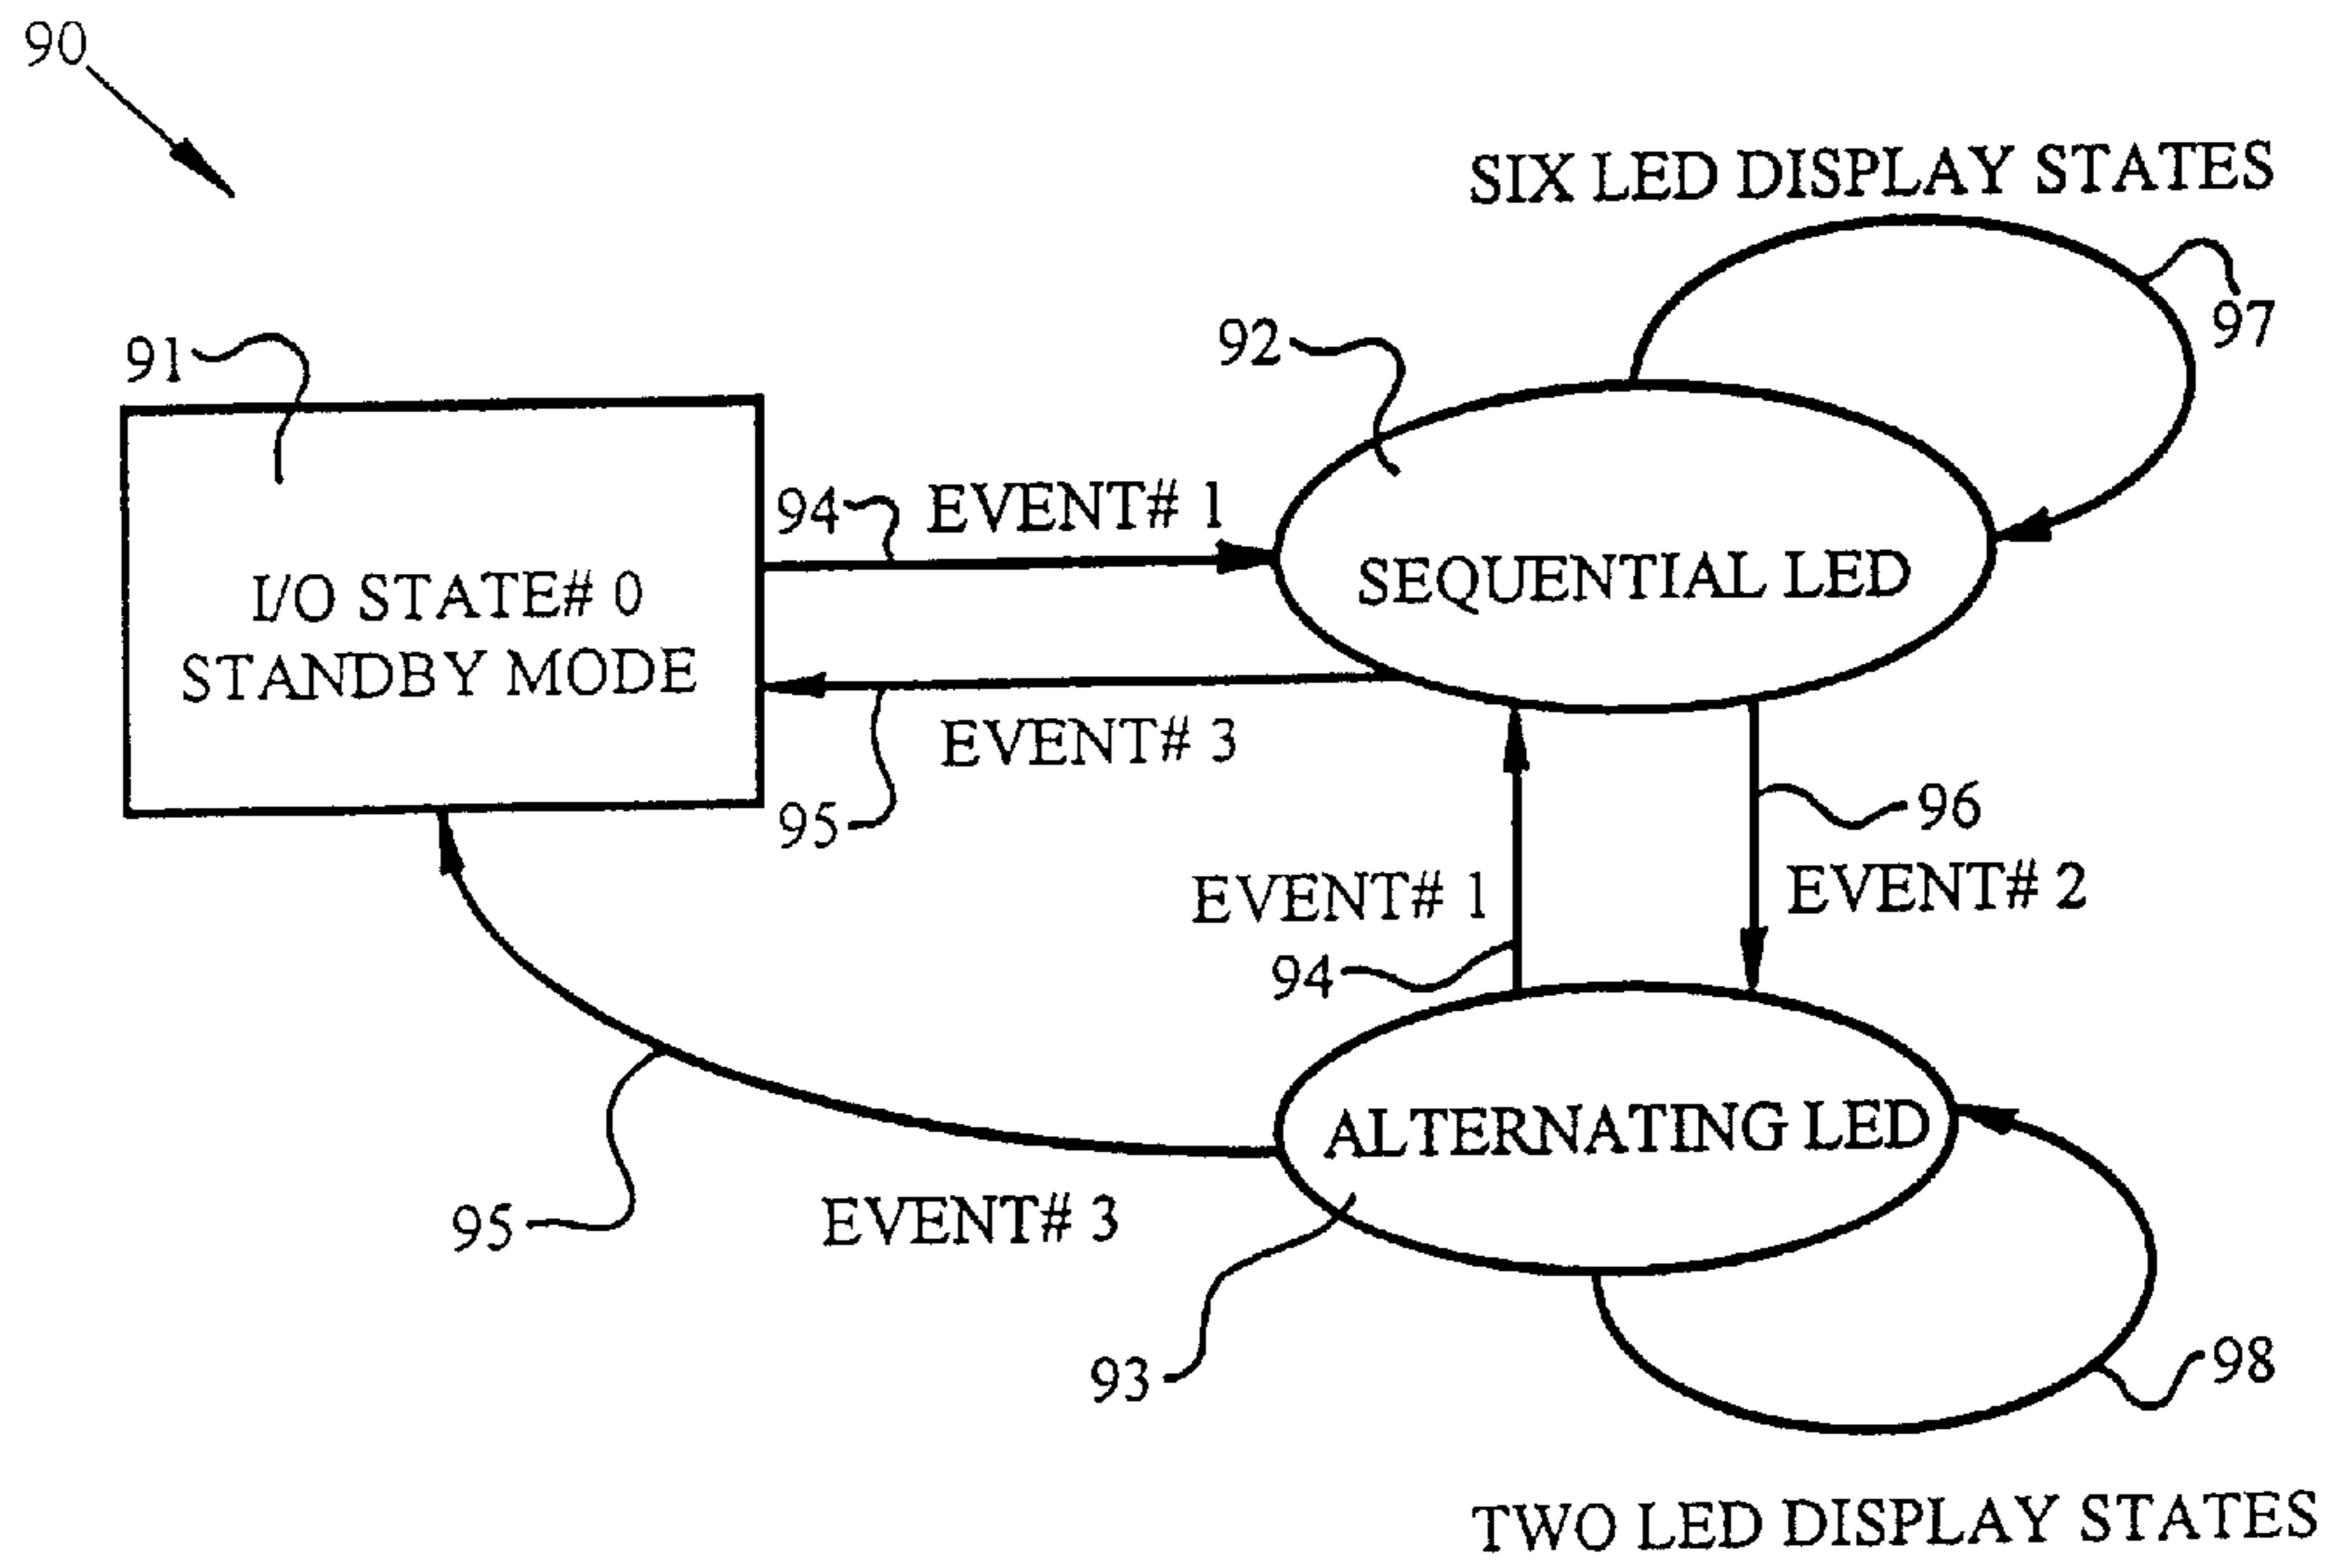 90
SIX LED DISPLAY STATES
97
92
91
94 EVENT# 1
I/O STATE# 0
STANDBY MODE
SEQUENTIAL LED
EVENT# 3
95
96
EVENT# 2
EVENT# 1
94
ALTERNATING LED
95
EVENT# 3
93
98
TWO LED DISPLAY STATES